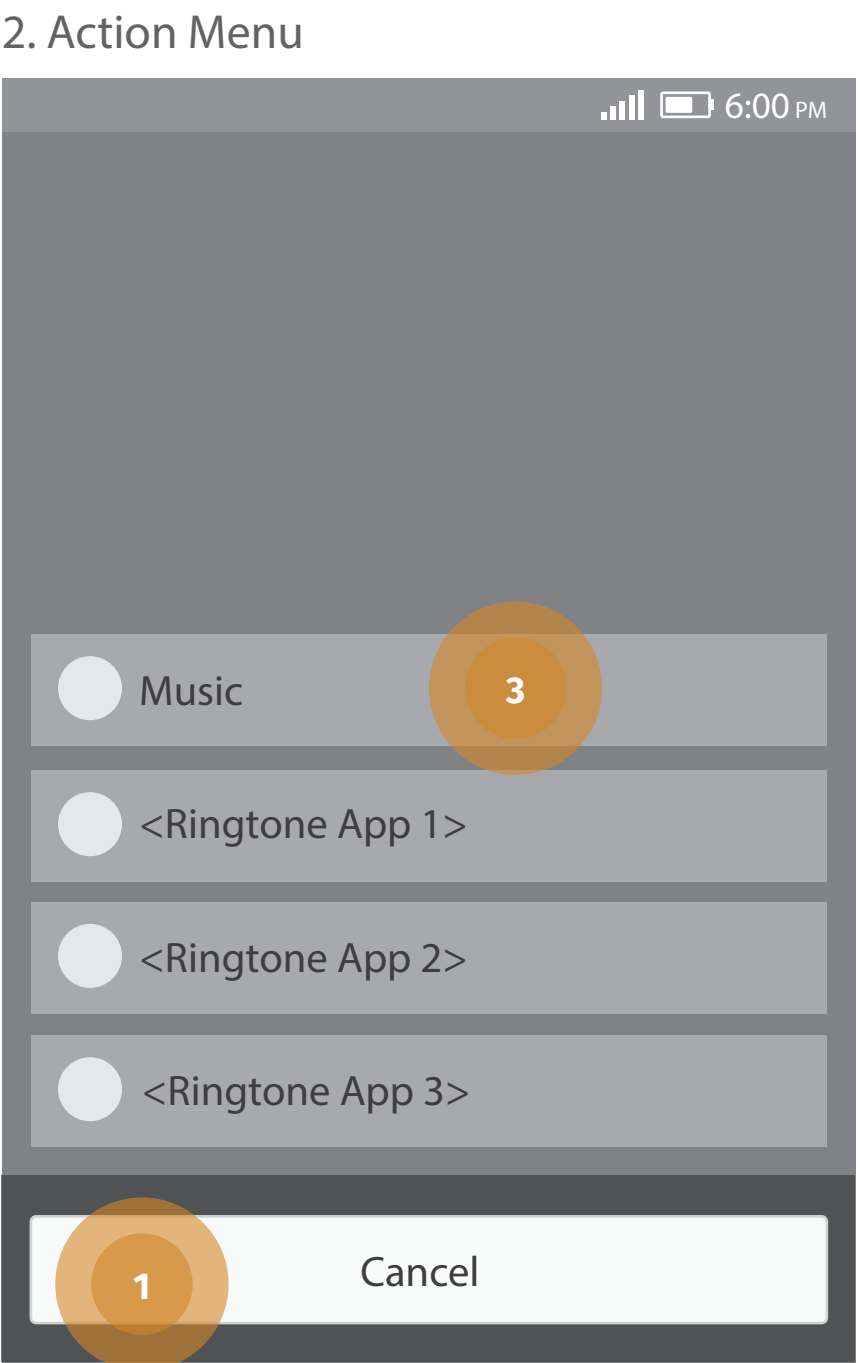 2. Action Menu
6:00 PM
Music
3
<Ringtone App 1>
<Ringtone App 2>
<Ringtone App 3>
1
Cancel